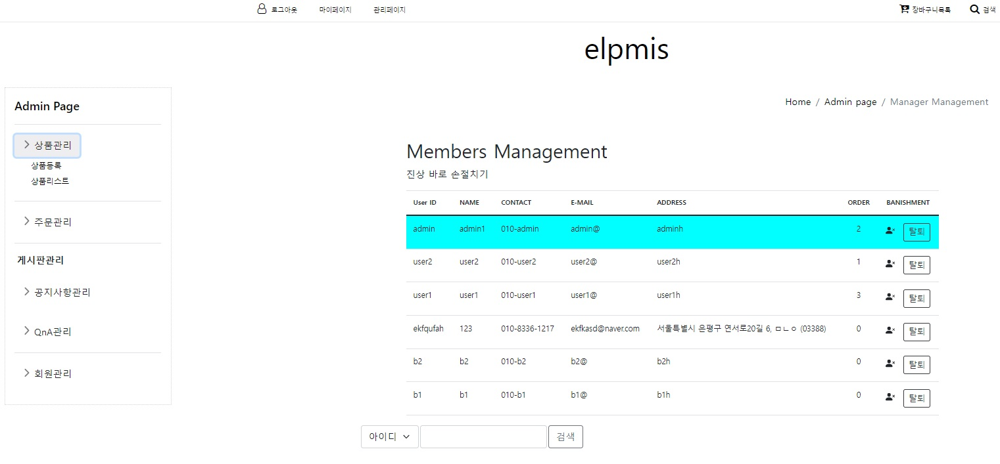 로그아웃 마이페이지 관리페이지 장바구니목록 검색
elpmis
Admin Page
상품관리
상품등록
상품리스트
주문관리
게시판관리
공지사항관리
QnA관리
회원관리
Home / Admin page / Manager Management
Members Management
진상 바로 손절치기
User ID NAME CONTACT E-MAIL ADDRESS ORDER BANISHMENT
admin admin1 010-admin admin@ adminh 2 탈퇴
user2 user2 010-user2 user2@ user2h 1 탈퇴
user1 user1 010-user1 user1@ user1h 3 탈퇴
ekfqufah 123 010-8336-1217 ekfkasd@naver.com 서울특별시 은평구 연서로20길 6, ㅁㄴㅇ (03388) 0 탈퇴
b2 b2 010-b2 b2@ b2h 0 탈퇴
b1 b1 010-b1 b1@ b1h 0 탈퇴
아이디 검색